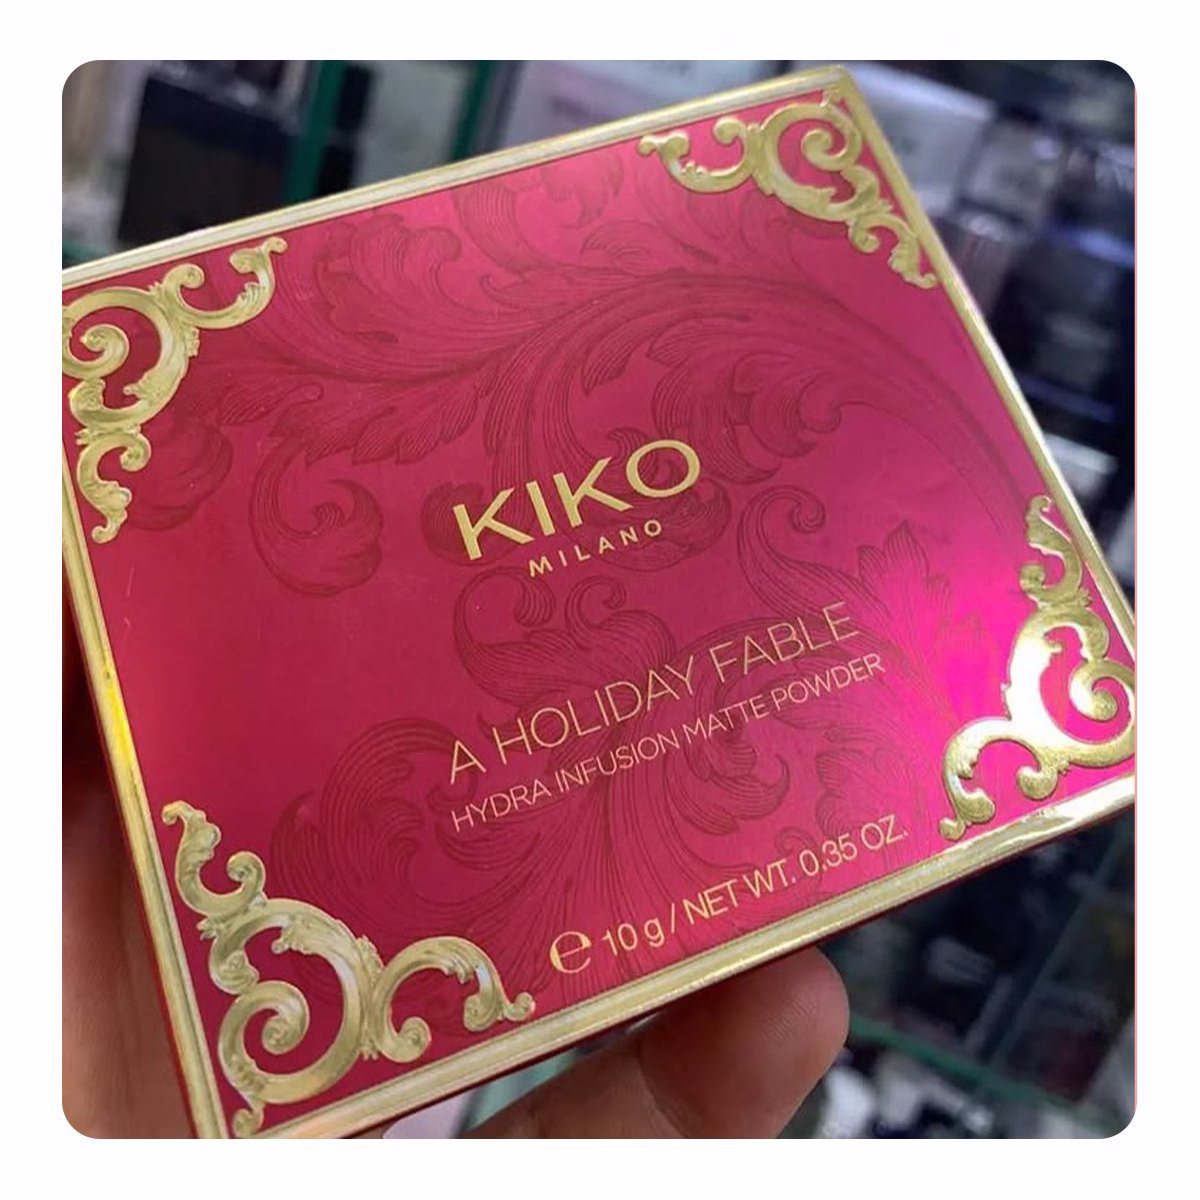 KIKO
MILANO
A HOLIDAY FABLE
HYDRA INFUSION MATTE POWDER
℮ 10 g / NET WT. 0.35 OZ.